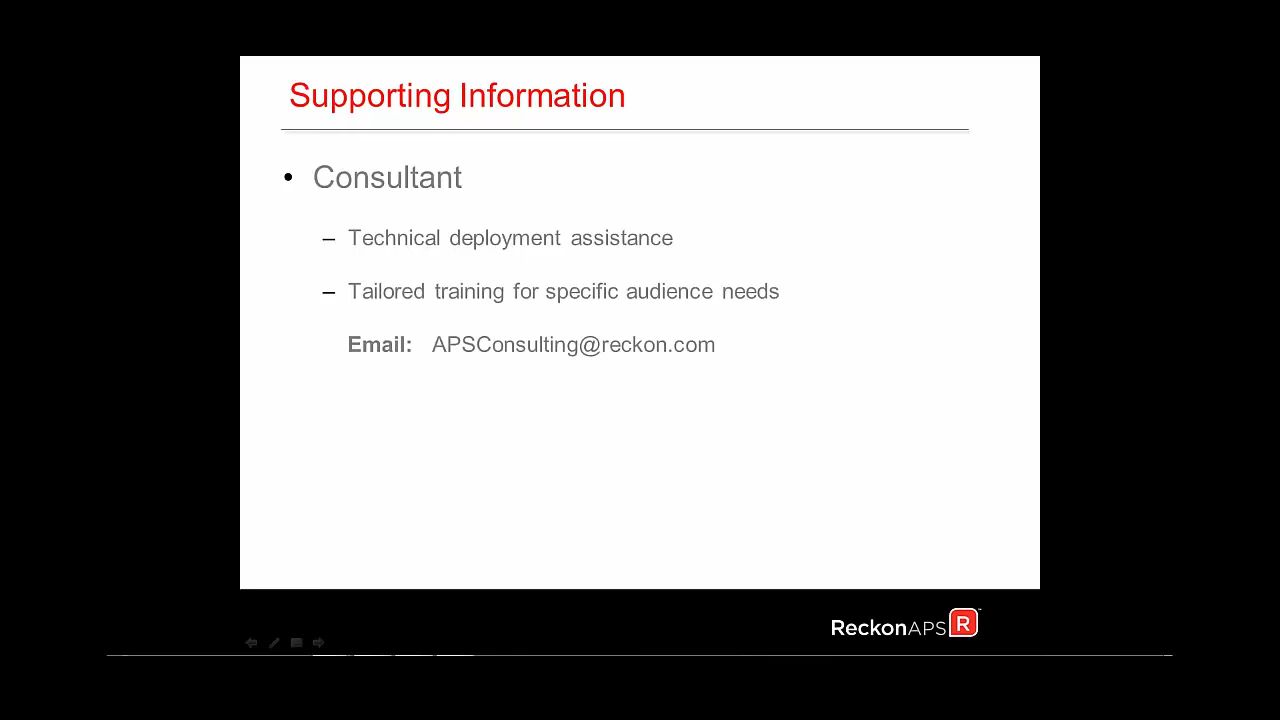 Supporting Information
• Consultant
– Technical deployment assistance
– Tailored training for specific audience needs
Email: APSConsulting@reckon.com
ReckonAPS R